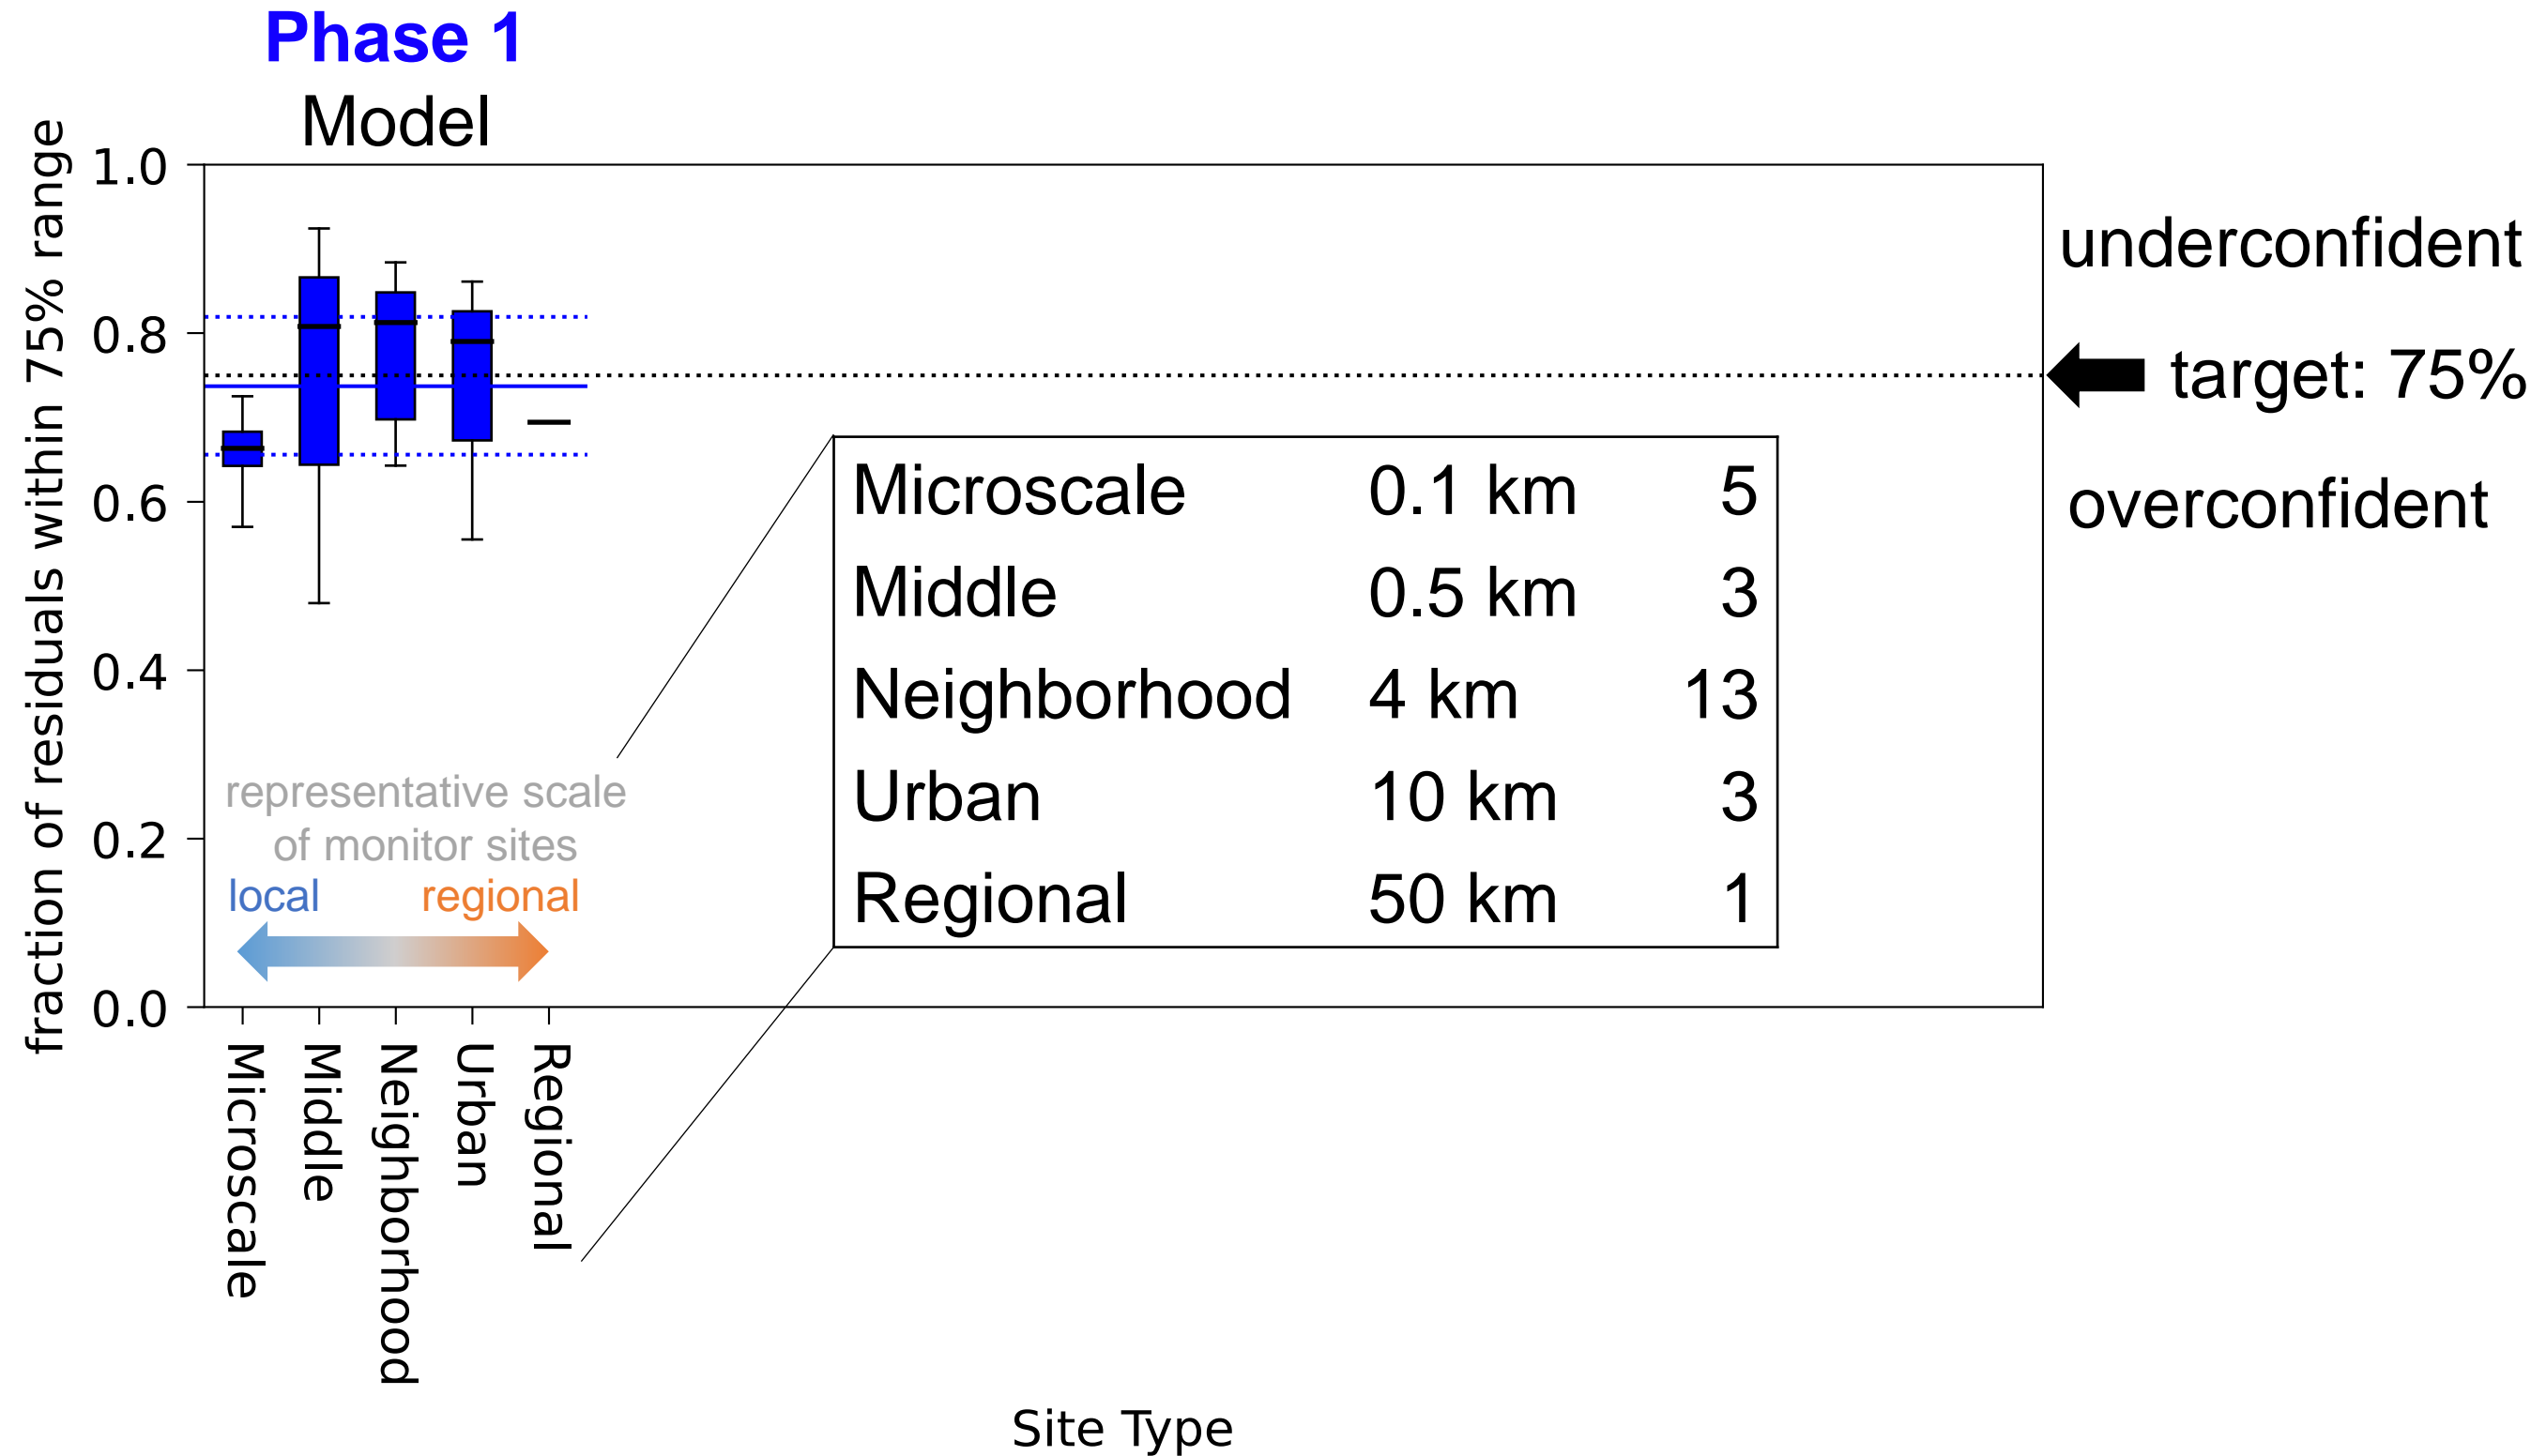 Phase 1
Model
fraction of residuals within 75% range
1.0
0.8
0.6
0.4
0.2
0.0
underconfident
target: 75%
overconfident
Microscale 0.1 km 5
Middle 0.5 km 3
Neighborhood 4 km 13
Urban 10 km 3
Regional 50 km 1
representative scale
of monitor sites
local regional
Microscale
Middle
Neighborhood
Urban
Regional
Site Type